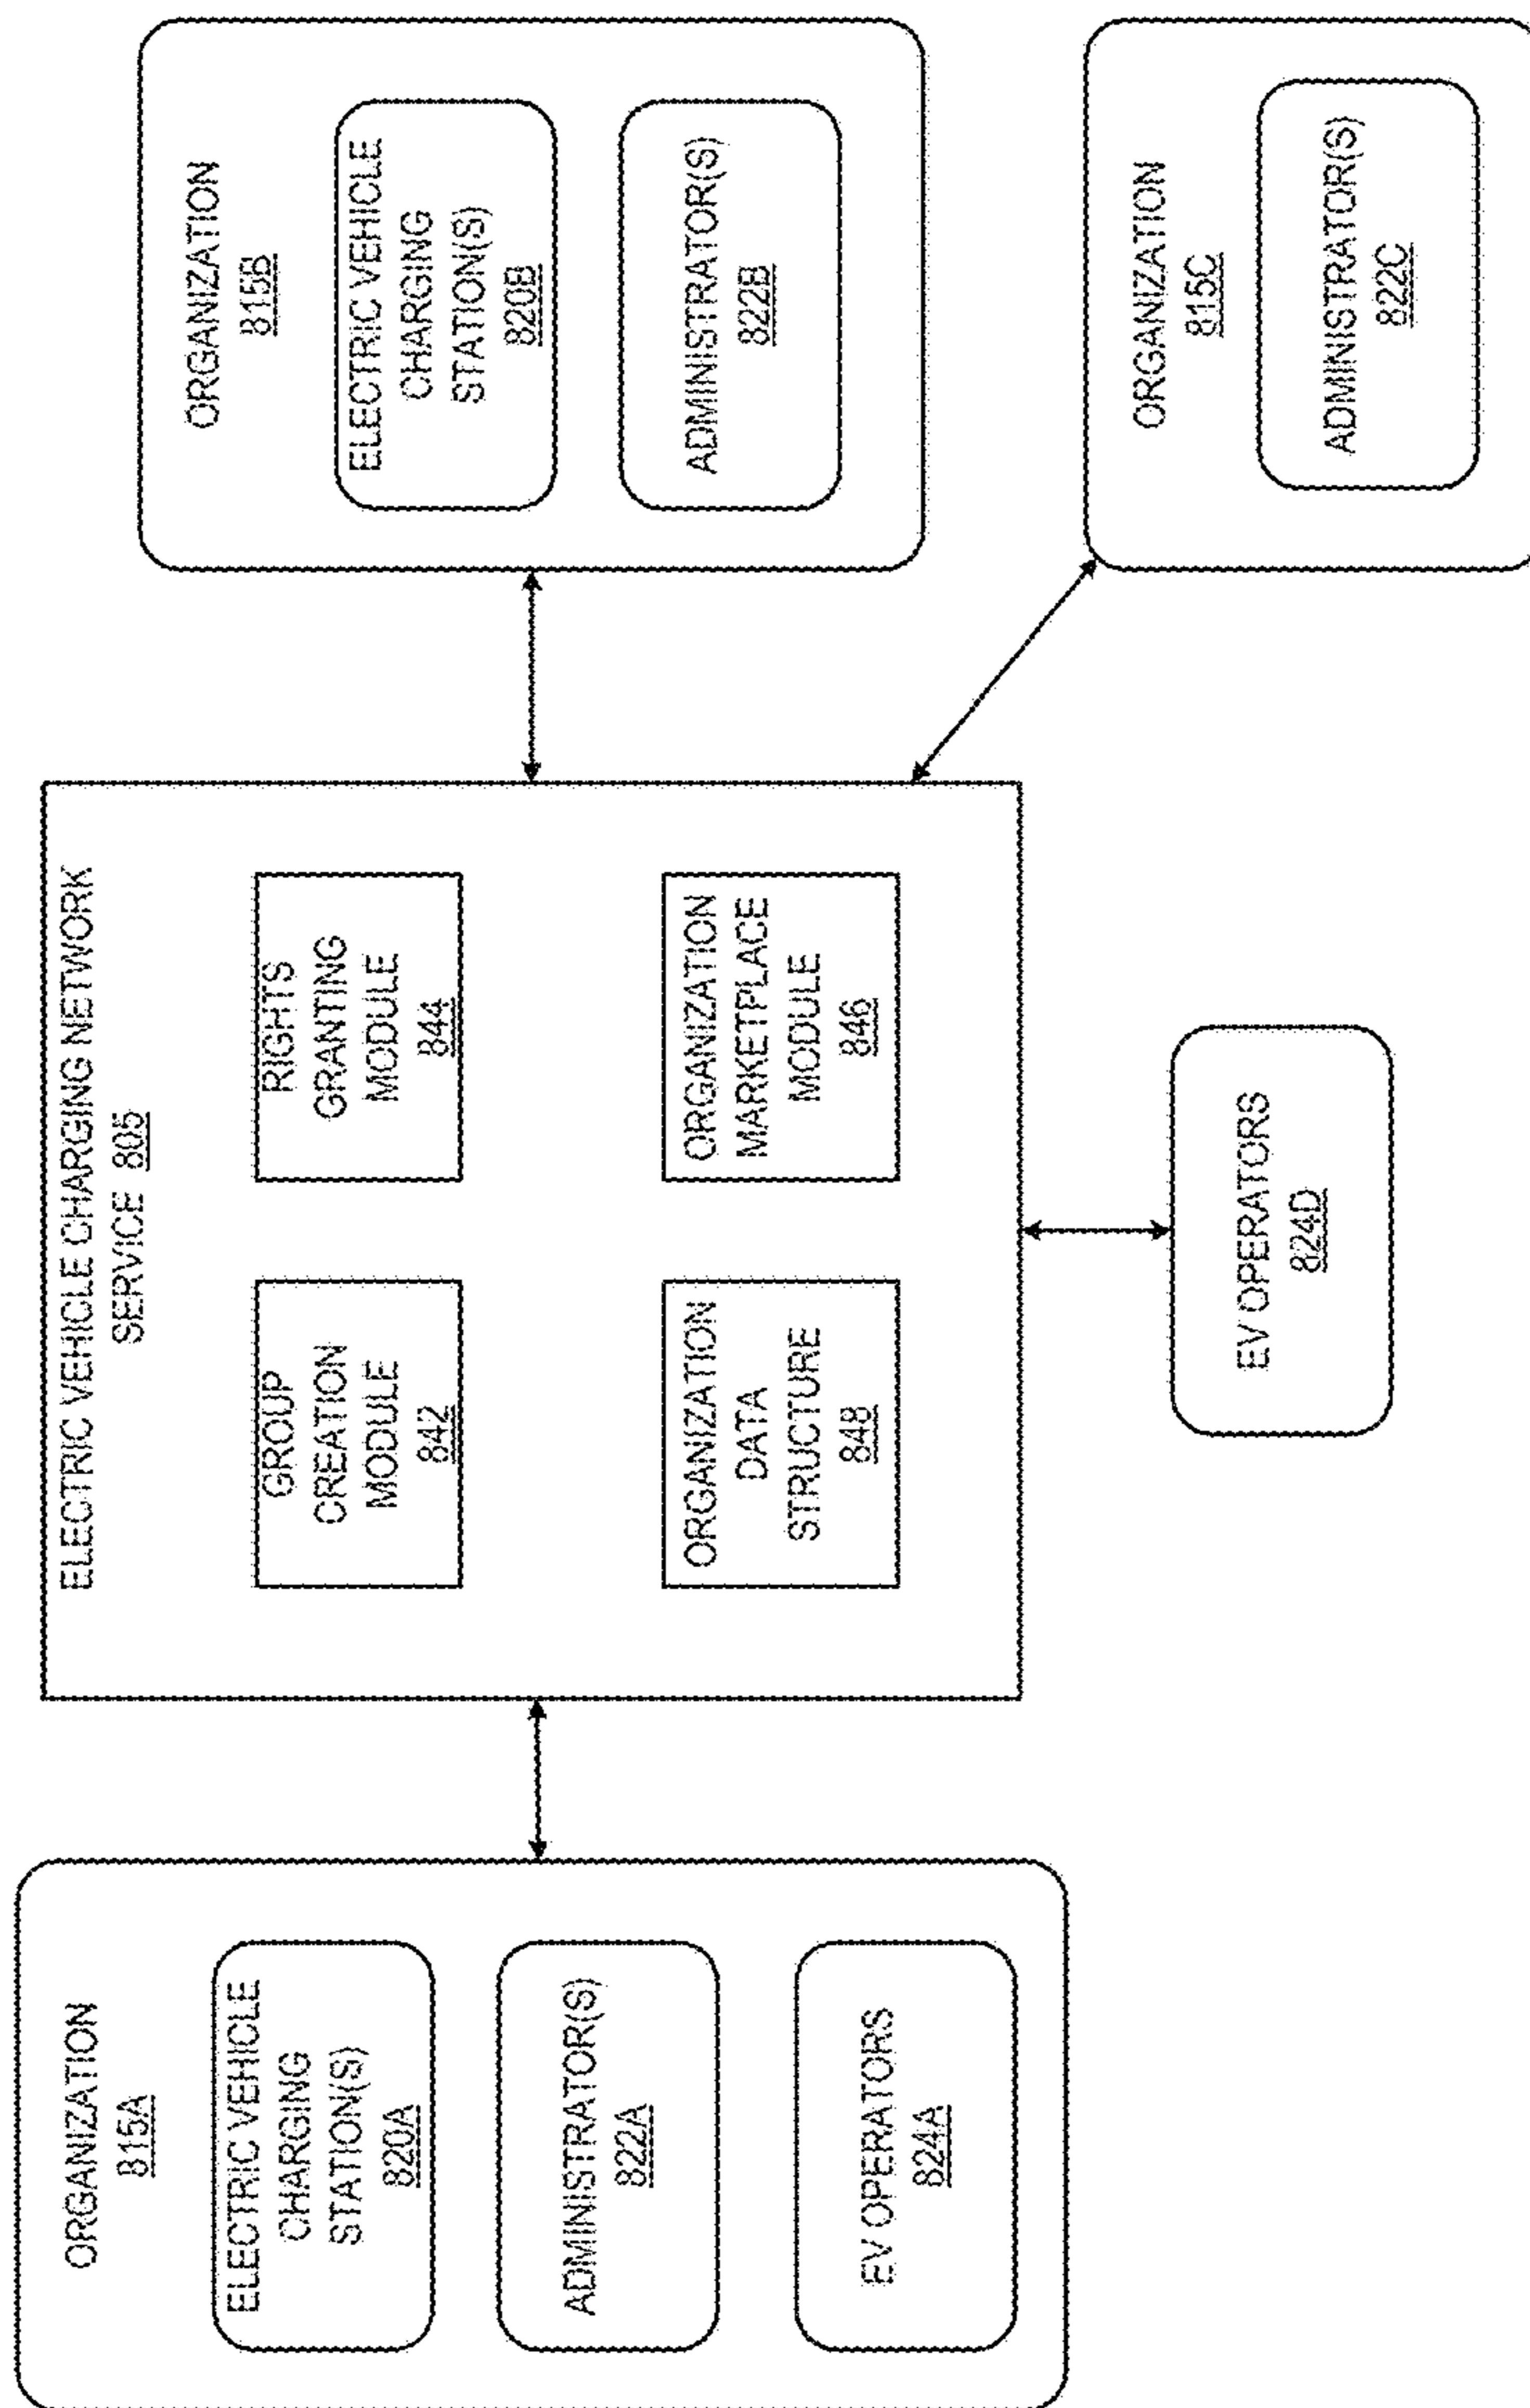 ORGANIZATION
815A
ELECTRIC VEHICLE
CHARGING
STATION(S)
820A
ADMINISTRATOR(S)
822A
EV OPERATORS
824A
ELECTRIC VEHICLE CHARGING NETWORK
SERVICE 805
GROUP
CREATION
MODULE
842
RIGHTS
GRANTING
MODULE
844
ORGANIZATION
DATA
STRUCTURE
848
ORGANIZATION
MARKETPLACE
MODULE
846
EV OPERATORS
824D
ORGANIZATION
815B
ELECTRIC VEHICLE
CHARGING
STATION(S)
820B
ADMINISTRATOR(S)
822B
ORGANIZATION
815C
ADMINISTRATOR(S)
822C